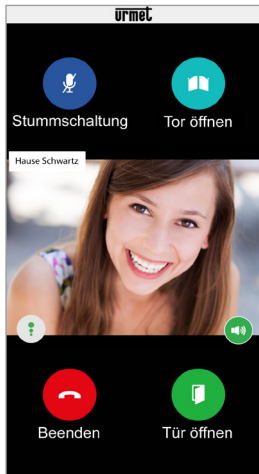 urmet
Stummschaltung
Tor öffnen
Hause Schwartz
Beenden
Tür öffnen